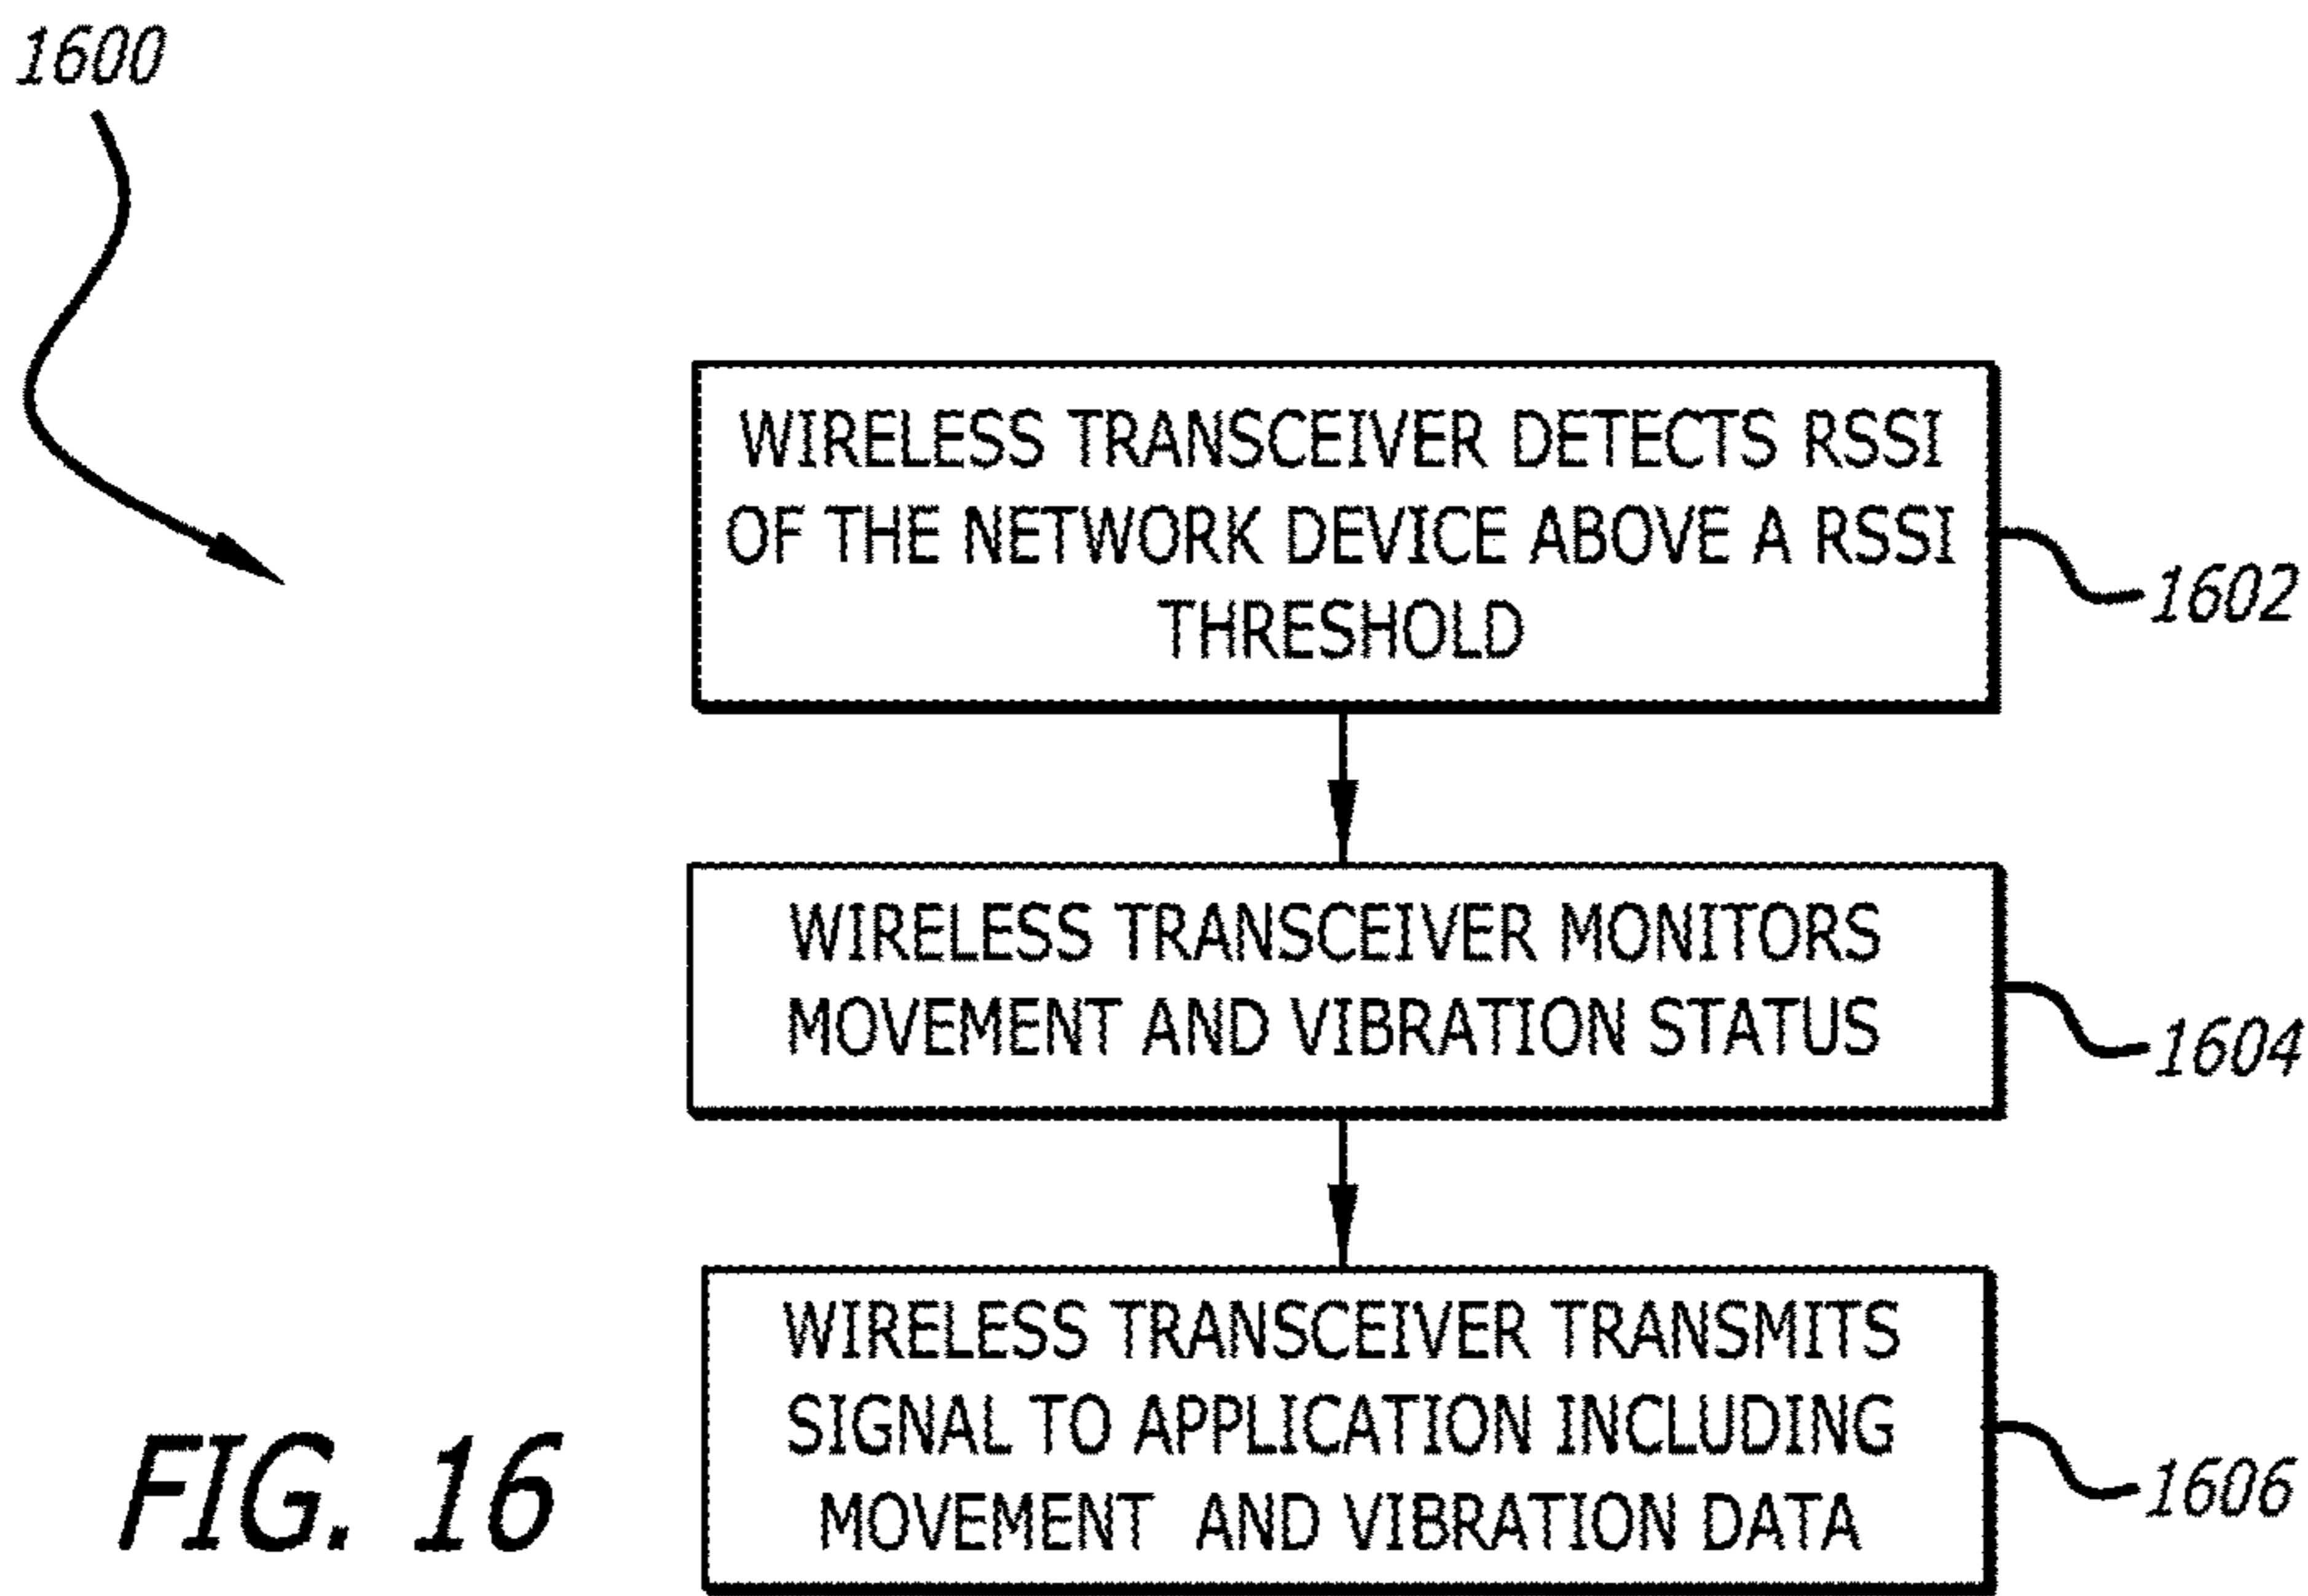 1600
WIRELESS TRANSCEIVER DETECTS RSSI
OF THE NETWORK DEVICE ABOVE A RSSI
THRESHOLD
1602
WIRELESS TRANSCEIVER MONITORS
MOVEMENT AND VIBRATION STATUS
1604
WIRELESS TRANSCEIVER TRANSMITS
SIGNAL TO APPLICATION INCLUDING
MOVEMENT AND VIBRATION DATA
1606
FIG. 16